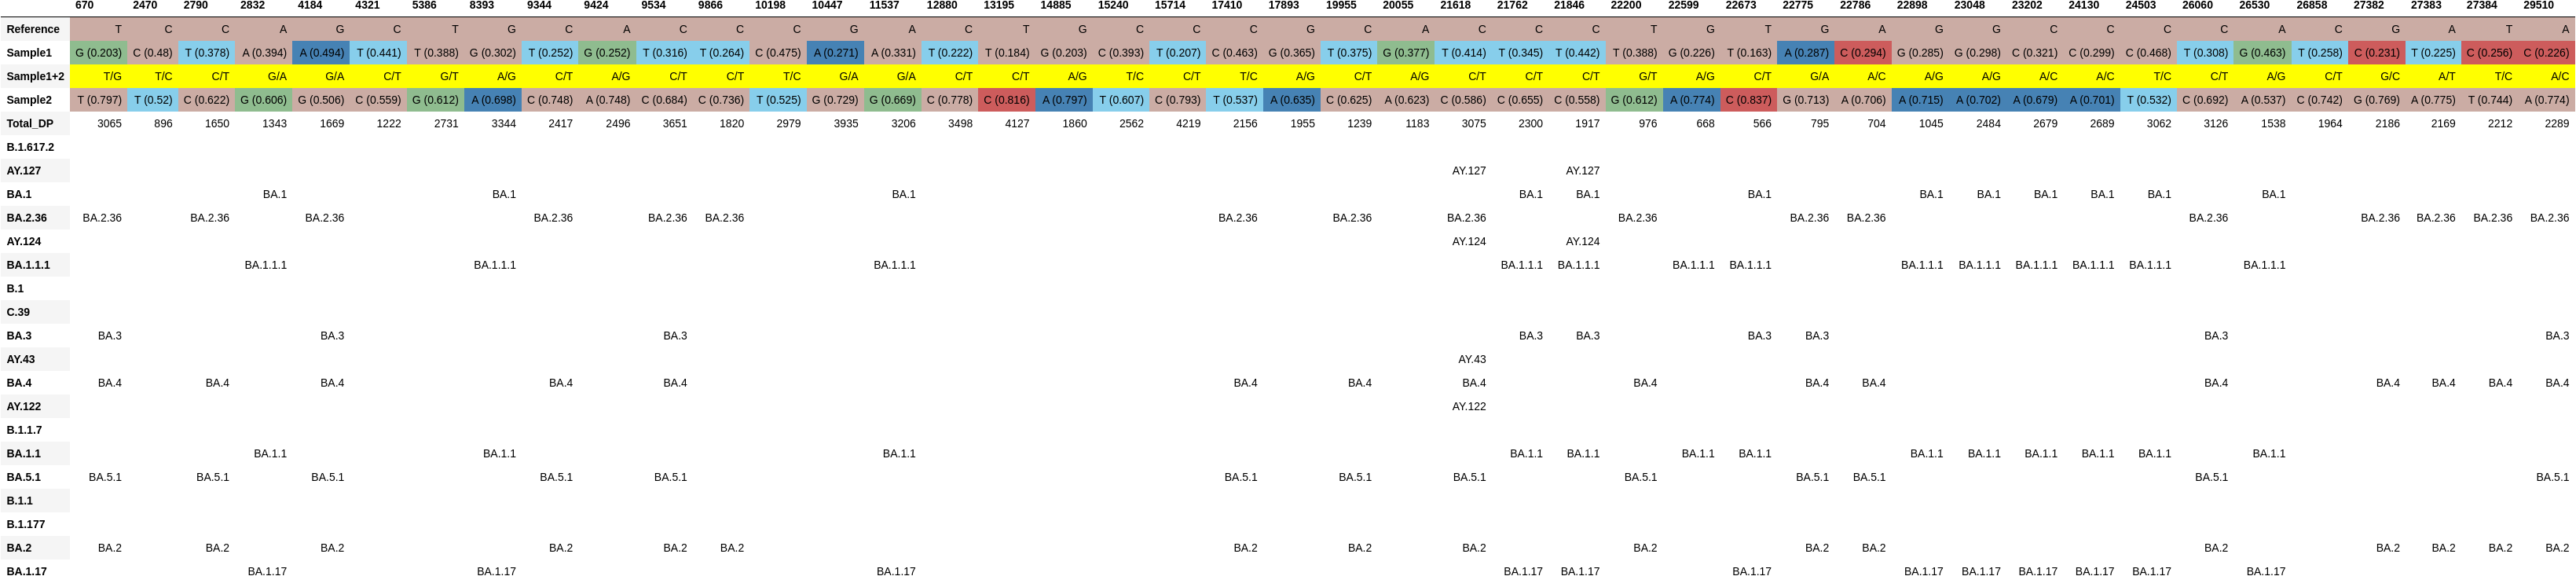 670 2470 2790 2832 4184 4321 5386 8393 9344 9424 9534 9866 10198 10447 11537 12880 13195 14885 15240 15714 17410 17893 19955 20055 21618 21762 21846 22200 22599 22673 22775 22786 22898 23048 23202 24130 24503 26060 26530 26858 27382 27383 27384 29510
Reference T C C A G C T G C A C C C G A C T G C C C G C A C C C T G T G A G G C C C C A C G A T A
Sample1 G (0.203) C (0.48) T (0.378) A (0.394) A (0.494) T (0.441) T (0.388) G (0.302) T (0.252) G (0.252) T (0.316) T (0.264) C (0.475) A (0.271) A (0.331) T (0.222) T (0.184) G (0.203) C (0.393) T (0.207) C (0.463) G (0.365) T (0.375) G (0.377) T (0.414) T (0.345) T (0.442) T (0.388) G (0.226) T (0.163) A (0.287) C (0.294) G (0.285) G (0.298) C (0.321) C (0.299) C (0.468) T (0.308) G (0.463) T (0.258) C (0.231) T (0.225) C (0.256) C (0.226)
Sample1+2 T/G T/C C/T G/A G/A C/T G/T A/G C/T A/G C/T C/T T/C G/A G/A C/T C/T A/G T/C C/T T/C A/G C/T A/G C/T C/T C/T G/T A/G C/T G/A A/C A/G A/G A/C A/C T/C C/T A/G C/T G/C A/T T/C A/C
Sample2 T (0.797) T (0.52) C (0.622) G (0.606) G (0.506) C (0.559) G (0.612) A (0.698) C (0.748) A (0.748) C (0.684) C (0.736) T (0.525) G (0.729) G (0.669) C (0.778) C (0.816) A (0.797) T (0.607) C (0.793) T (0.537) A (0.635) C (0.625) A (0.623) C (0.586) C (0.655) C (0.558) G (0.612) A (0.774) C (0.837) G (0.713) A (0.706) A (0.715) A (0.702) A (0.679) A (0.701) T (0.532) C (0.692) A (0.537) C (0.742) G (0.769) A (0.775) T (0.744) A (0.774)
Total_DP 3065 896 1650 1343 1669 1222 2731 3344 2417 2496 3651 1820 2979 3935 3206 3498 4127 1860 2562 4219 2156 1955 1239 1183 3075 2300 1917 976 668 566 795 704 1045 2484 2679 2689 3062 3126 1538 1964 2186 2169 2212 2289
B.1.617.2
AY.127 AY.127 AY.127
BA.1 BA.1 BA.1 BA.1 BA.1 BA.1 BA.1 BA.1 BA.1 BA.1 BA.1 BA.1 BA.1
BA.2.36 BA.2.36 BA.2.36 BA.2.36 BA.2.36 BA.2.36 BA.2.36 BA.2.36 BA.2.36 BA.2.36 BA.2.36 BA.2.36 BA.2.36 BA.2.36 BA.2.36 BA.2.36 BA.2.36 BA.2.36
AY.124 AY.124 AY.124
BA.1.1.1 BA.1.1.1 BA.1.1.1 BA.1.1.1 BA.1.1.1 BA.1.1.1 BA.1.1.1 BA.1.1.1 BA.1.1.1 BA.1.1.1 BA.1.1.1 BA.1.1.1 BA.1.1.1 BA.1.1.1
B.1
C.39
BA.3 BA.3 BA.3 BA.3 BA.3 BA.3 BA.3 BA.3 BA.3 BA.3
AY.43 AY.43
BA.4 BA.4 BA.4 BA.4 BA.4 BA.4 BA.4 BA.4 BA.4 BA.4 BA.4 BA.4 BA.4 BA.4 BA.4 BA.4 BA.4
AY.122 AY.122
B.1.1.7
BA.1.1 BA.1.1 BA.1.1 BA.1.1 BA.1.1 BA.1.1 BA.1.1 BA.1.1 BA.1.1 BA.1.1 BA.1.1 BA.1.1 BA.1.1 BA.1.1
BA.5.1 BA.5.1 BA.5.1 BA.5.1 BA.5.1 BA.5.1 BA.5.1 BA.5.1 BA.5.1 BA.5.1 BA.5.1 BA.5.1 BA.5.1 BA.5.1
B.1.1
B.1.177
BA.2 BA.2 BA.2 BA.2 BA.2 BA.2 BA.2 BA.2 BA.2 BA.2 BA.2 BA.2 BA.2 BA.2 BA.2 BA.2 BA.2 BA.2
BA.1.17 BA.1.17 BA.1.17 BA.1.17 BA.1.17 BA.1.17 BA.1.17 BA.1.17 BA.1.17 BA.1.17 BA.1.17 BA.1.17 BA.1.17